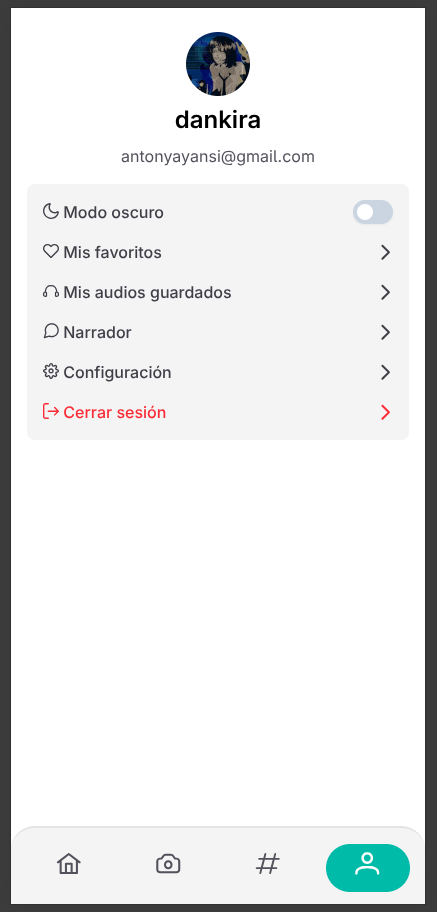 dankira
antonyayansi@gmail.com
Modo oscuro
Mis favoritos
Mis audios guardados
Narrador
Configuración
Cerrar sesión